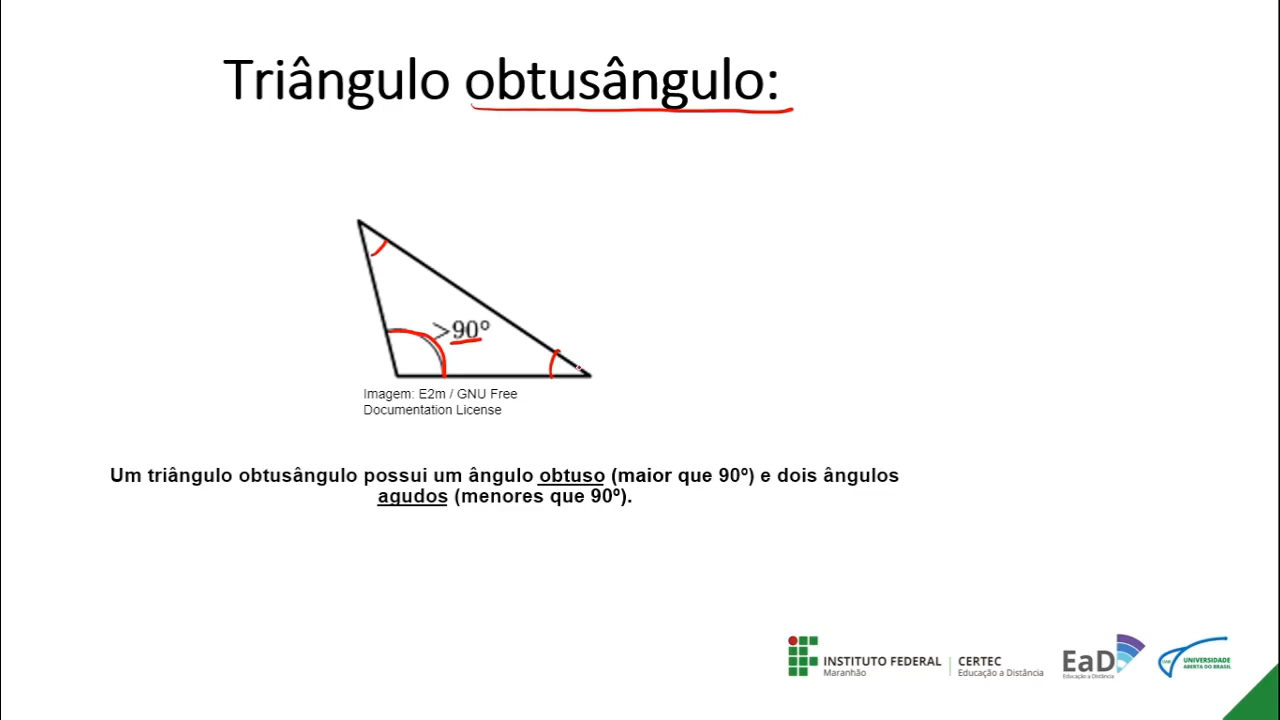 Triângulo obtusângulo:
>90º
Imagem: E2m / GNU Free
Documentation License
Um triângulo obtusângulo possui um ângulo obtuso (maior que 90º) e dois ângulos
agudos (menores que 90º).
INSTITUTO FEDERAL
Maranhão
CERTEC
Educação a Distância
EaD
Educação a Distância
UNIVERSIDADE
ABERTA DO BRASIL